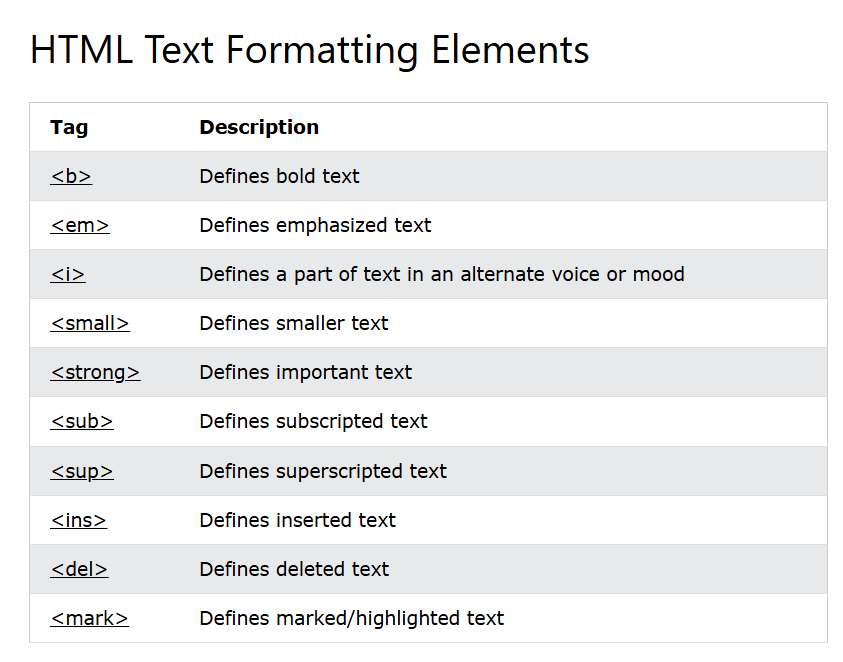 HTML Text Formatting Elements
Tag Description
<b> Defines bold text
<em> Defines emphasized text
<i> Defines a part of text in an alternate voice or mood
<small> Defines smaller text
<strong> Defines important text
<sub> Defines subscripted text
<sup> Defines superscripted text
<ins> Defines inserted text
<del> Defines deleted text
<mark> Defines marked/highlighted text